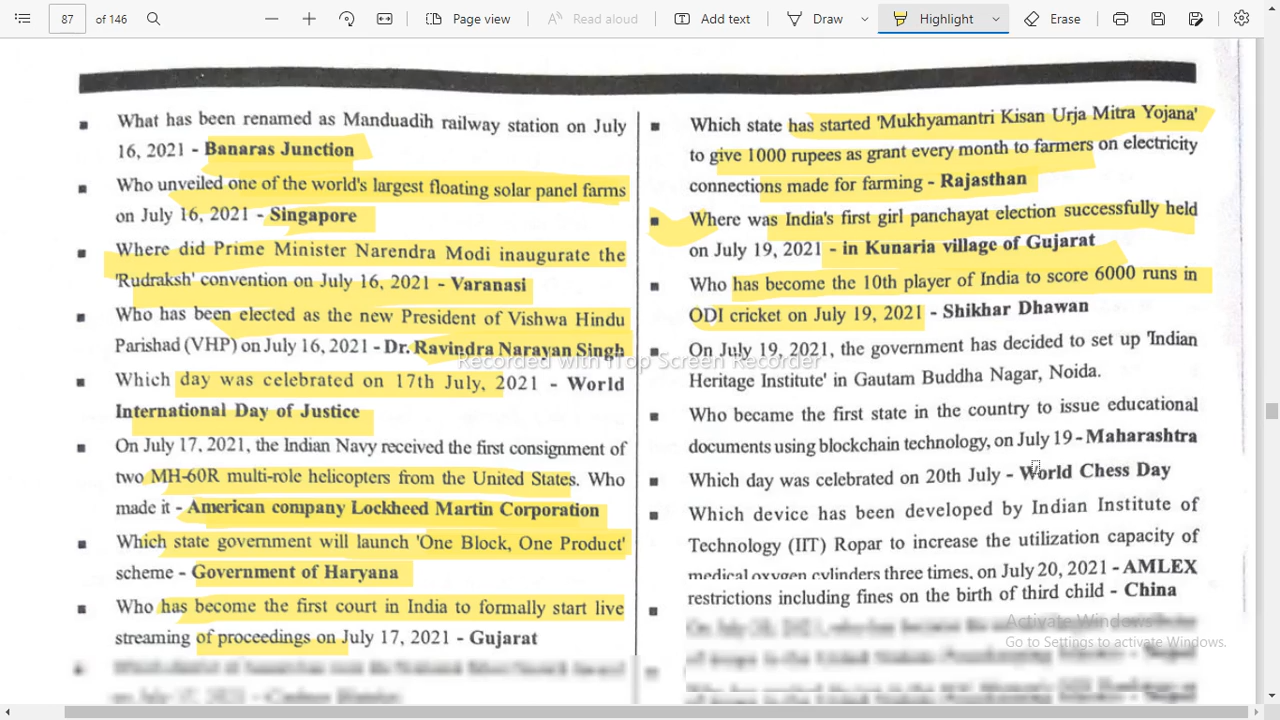 87 of 146
Page view
Read aloud
Add text
Draw
Highlight
Erase
What has been renamed as Manduadih railway station on July
16, 2021 - Banaras Junction
Who unveiled one of the world's largest floating solar panel farms
on July 16, 2021 - Singapore
Where did Prime Minister Narendra Modi inaugurate the
'Rudraksh' convention on July 16, 2021 - Varanasi
Who has been elected as the new President of Vishwa Hindu
Parishad (VHP) on July 16, 2021 - Dr. Ravindra Narayan Singh
Which day was celebrated on 17th July, 2021 - World
International Day of Justice
On July 17, 2021, the Indian Navy received the first consignment of
two MH-60R multi-role helicopters from the United States. Who
made it - American company Lockheed Martin Corporation
Which state government will launch 'One Block, One Product'
scheme - Government of Haryana
Who has become the first court in India to formally start live
streaming of proceedings on July 17, 2021 - Gujarat
Which state has started 'Mukhyamantri Kisan Urja Mitra Yojana'
to give 1000 rupees as grant every month to farmers on electricity
connections made for farming - Rajasthan
Where was India's first girl panchayat election successfully held
on July 19, 2021 - in Kunaria village of Gujarat
Who has become the 10th player of India to score 6000 runs in
ODI cricket on July 19, 2021 - Shikhar Dhawan
On July 19, 2021, the government has decided to set up 'Indian
Heritage Institute' in Gautam Buddha Nagar, Noida.
Who became the first state in the country to issue educational
documents using blockchain technology, on July 19 - Maharashtra
Which day was celebrated on 20th July - World Chess Day
Which device has been developed by Indian Institute of
Technology (IIT) Ropar to increase the utilization capacity of
medical oxygen cylinders three times, on July 20, 2021 - AMLEX
restrictions including fines on the birth of third child - China
Recorded with iTop Screen Recorder
Activate Windows
Go to Settings to activate Windows.